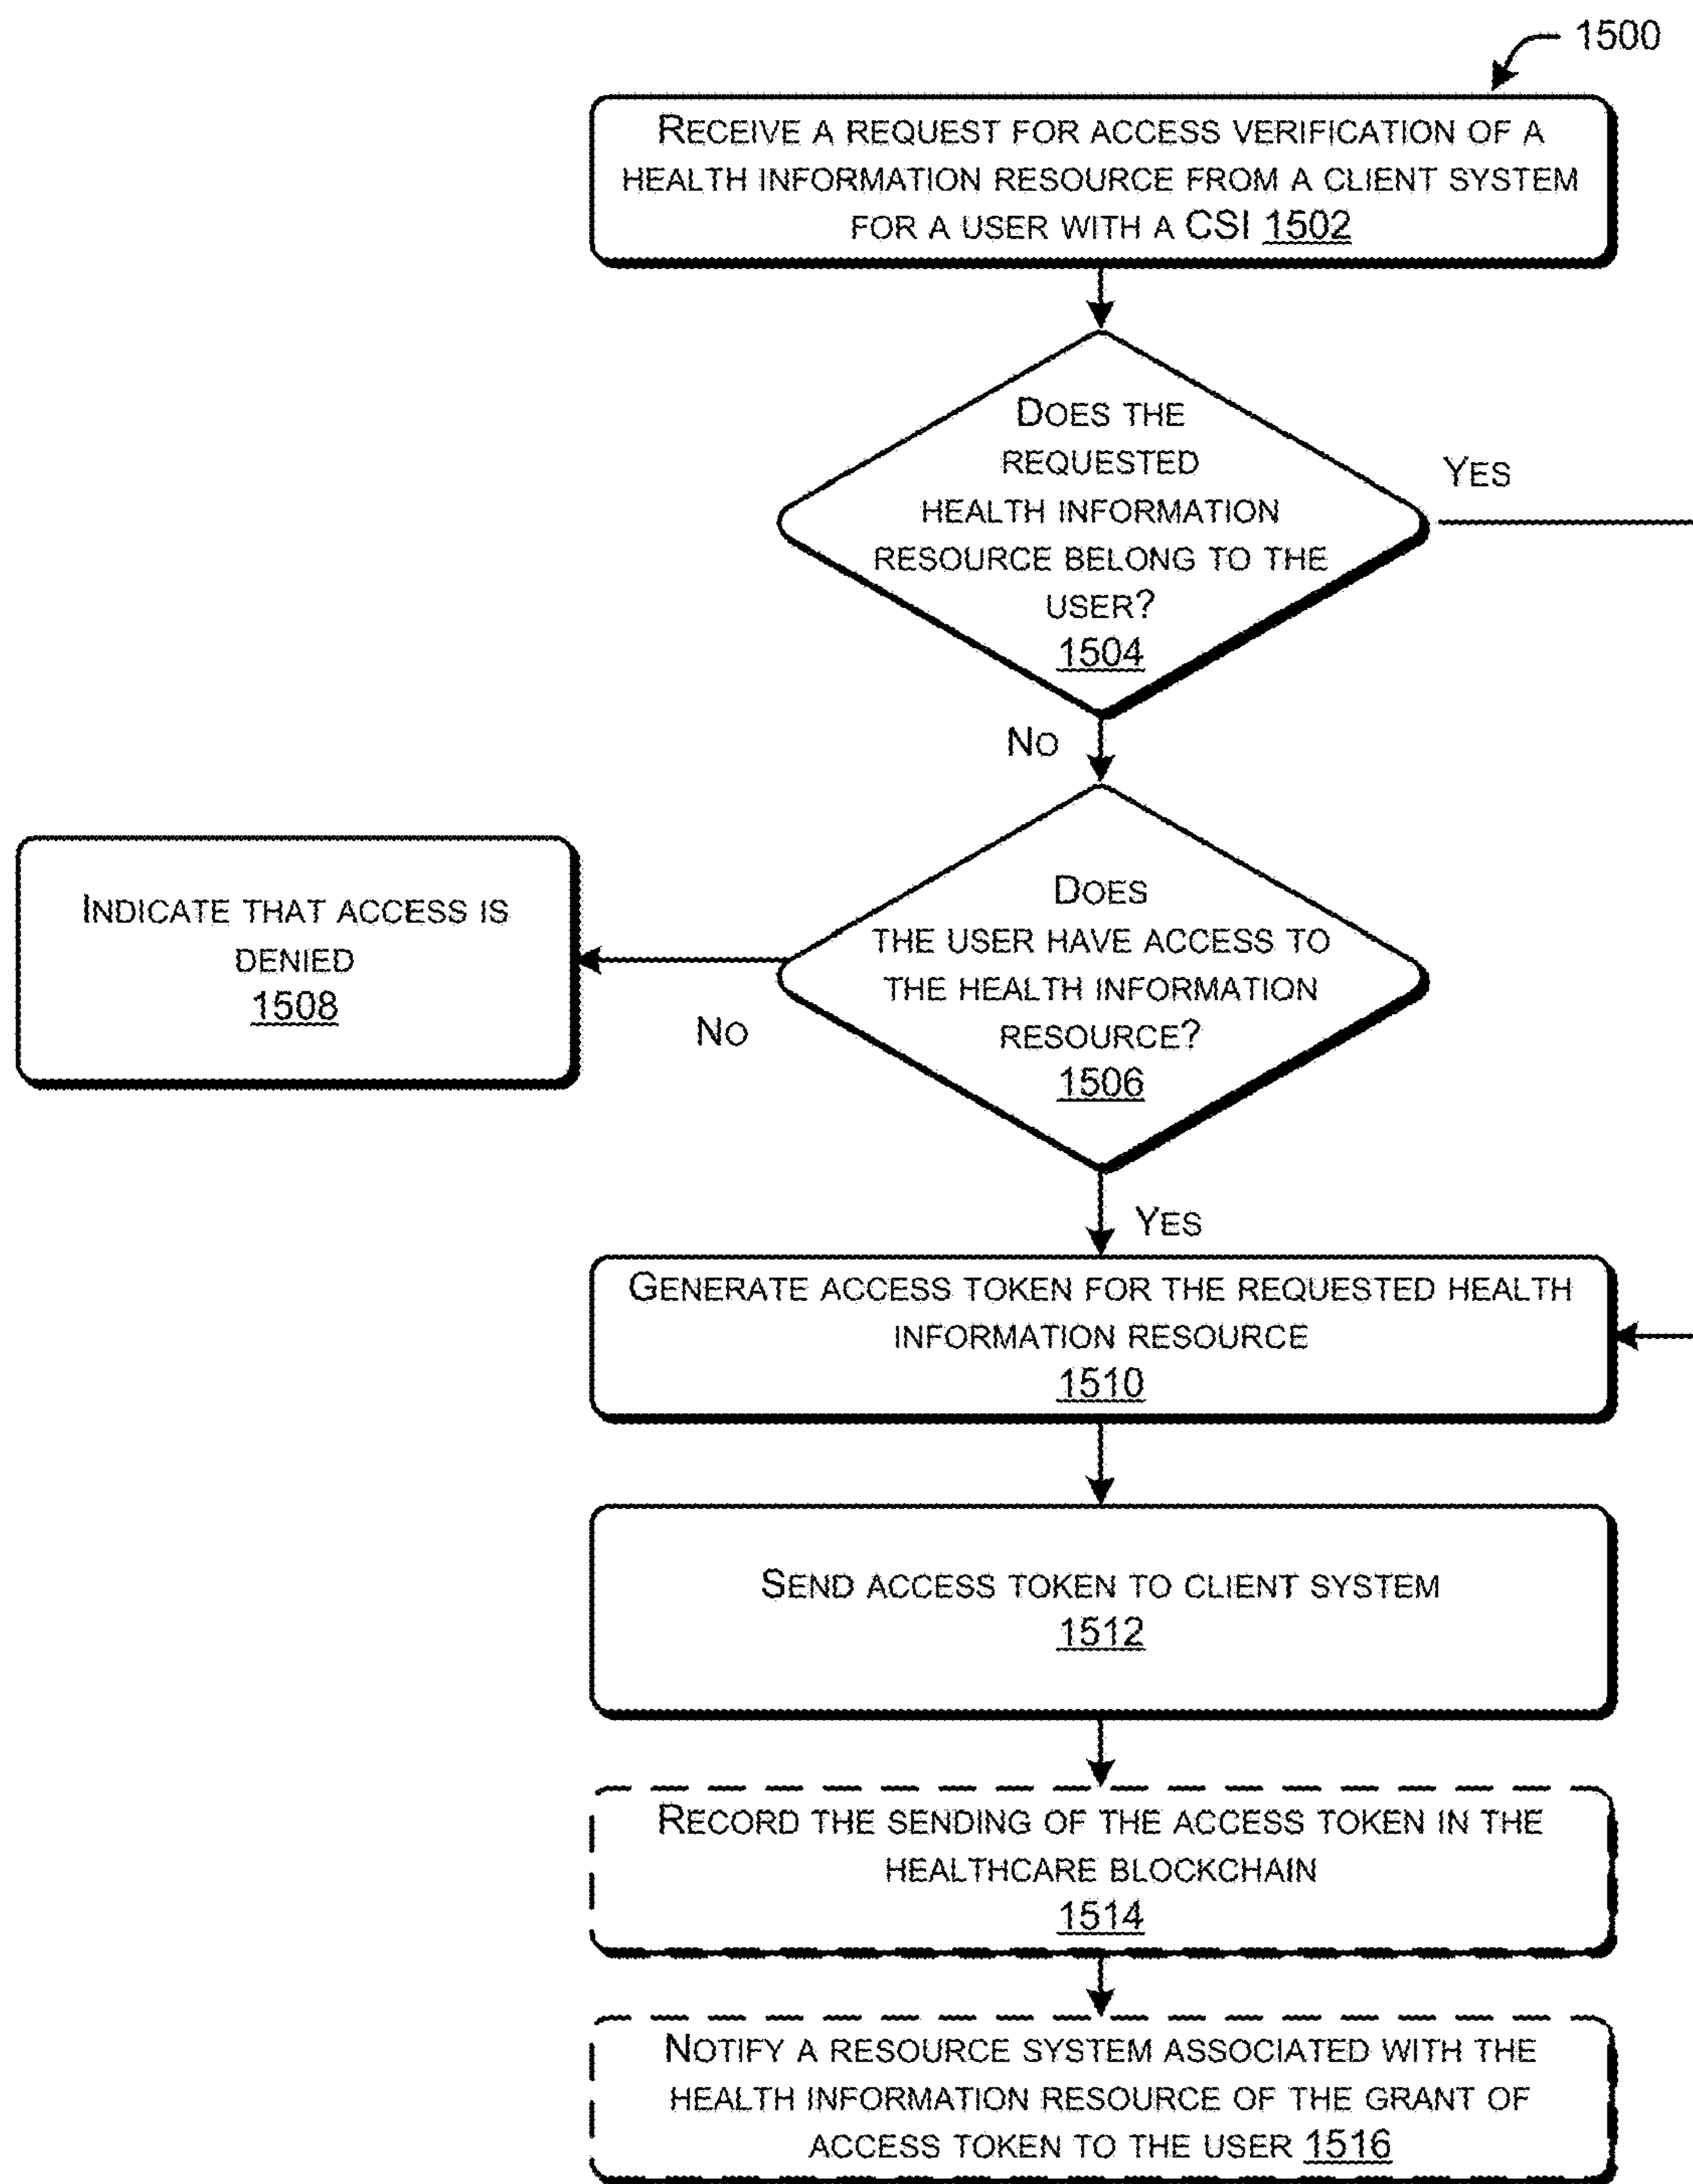 1500
RECEIVE A REQUEST FOR ACCESS VERIFICATION OF A
HEALTH INFORMATION RESOURCE FROM A CLIENT SYSTEM
FOR A USER WITH A CSI 1502
DOES THE
REQUESTED
HEALTH INFORMATION
RESOURCE BELONG TO THE
USER?
1504
YES
NO
DOES
THE USER HAVE ACCESS TO
THE HEALTH INFORMATION
RESOURCE?
1506
NO
INDICATE THAT ACCESS IS
DENIED
1508
YES
GENERATE ACCESS TOKEN FOR THE REQUESTED HEALTH
INFORMATION RESOURCE
1510
SEND ACCESS TOKEN TO CLIENT SYSTEM
1512
RECORD THE SENDING OF THE ACCESS TOKEN IN THE
HEALTHCARE BLOCKCHAIN
1514
NOTIFY A RESOURCE SYSTEM ASSOCIATED WITH THE
HEALTH INFORMATION RESOURCE OF THE GRANT OF
ACCESS TOKEN TO THE USER 1516